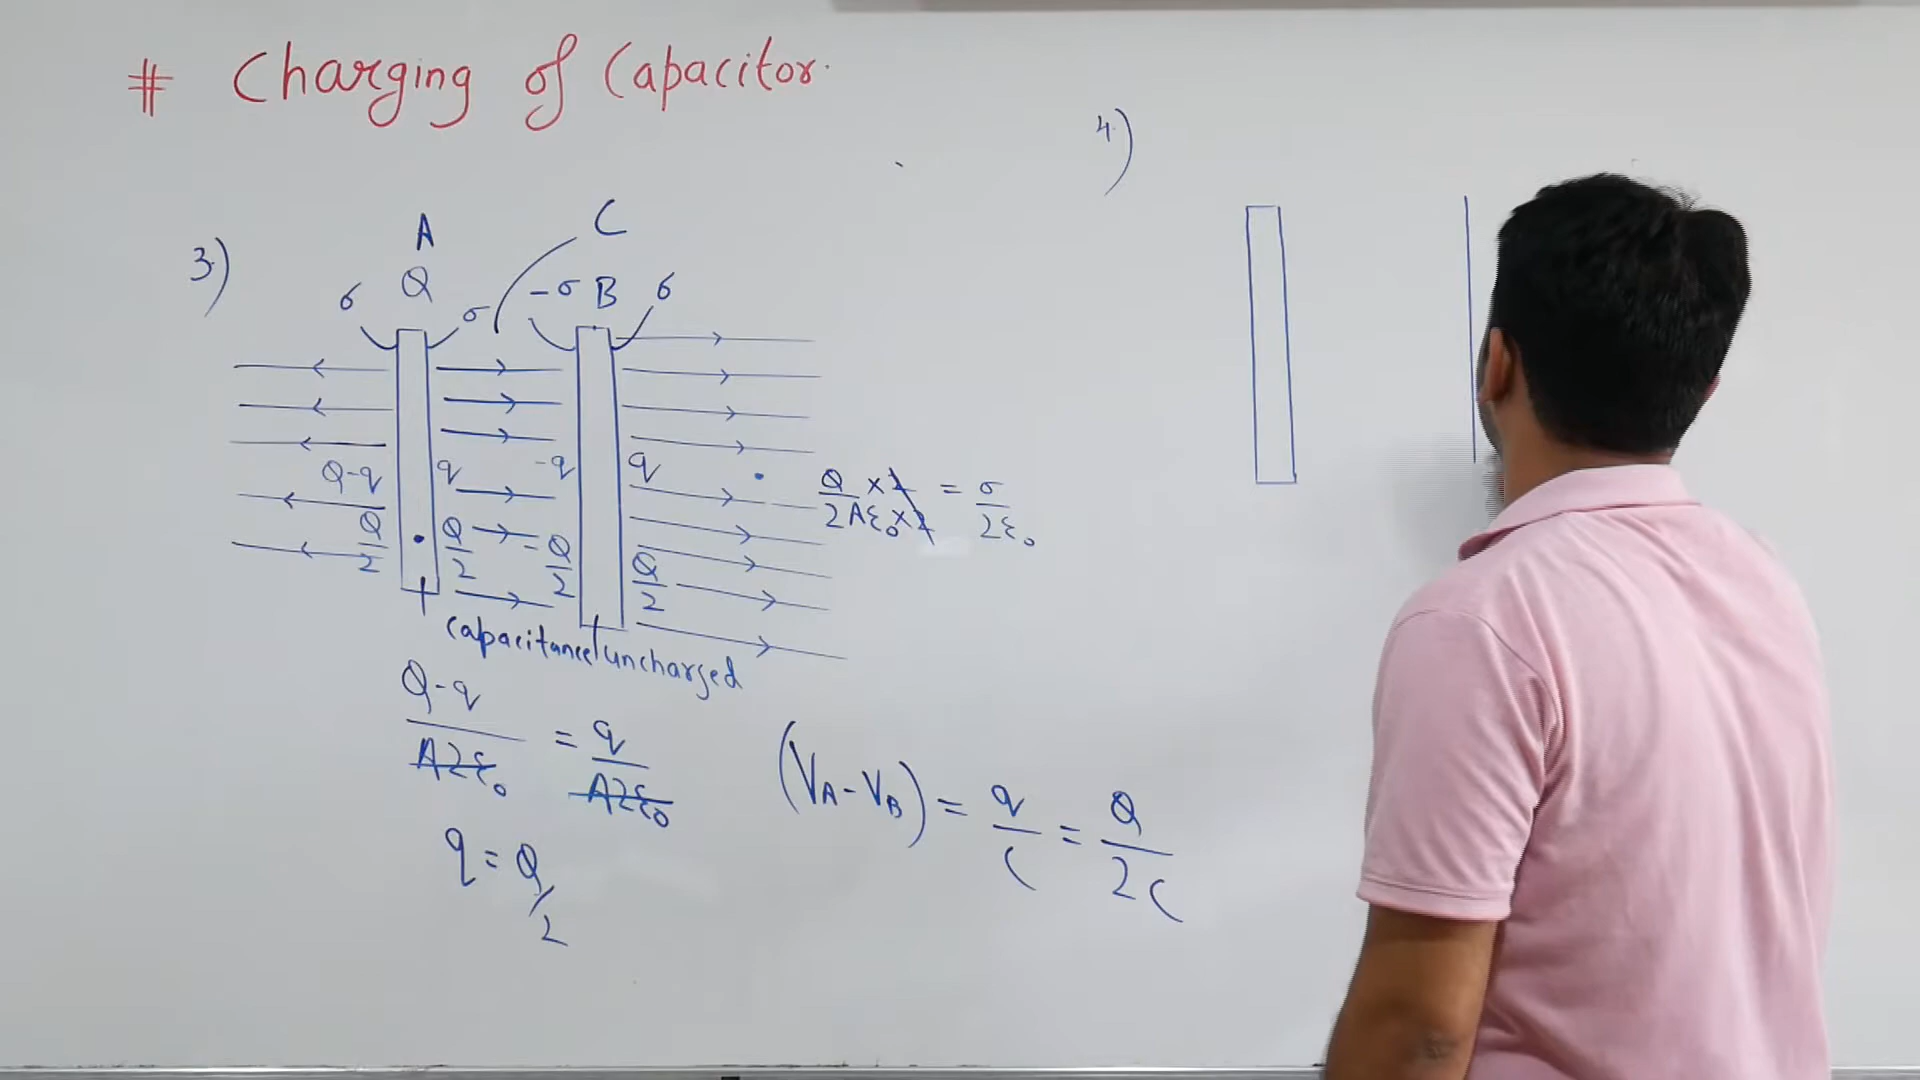 # Charging of Capacitor.
4)
3)
A
C
σ Q σ -σ B σ
Q-q q -q q
Q/2 Q/2 -Q/2 Q/2
Q/2Aε₀ × 2/2 = σ/2ε₀
Capacitance uncharged
Q-q/A2ε₀ = q/A2ε₀
q = Q/2
(V_A - V_B) = q/C = Q/2C